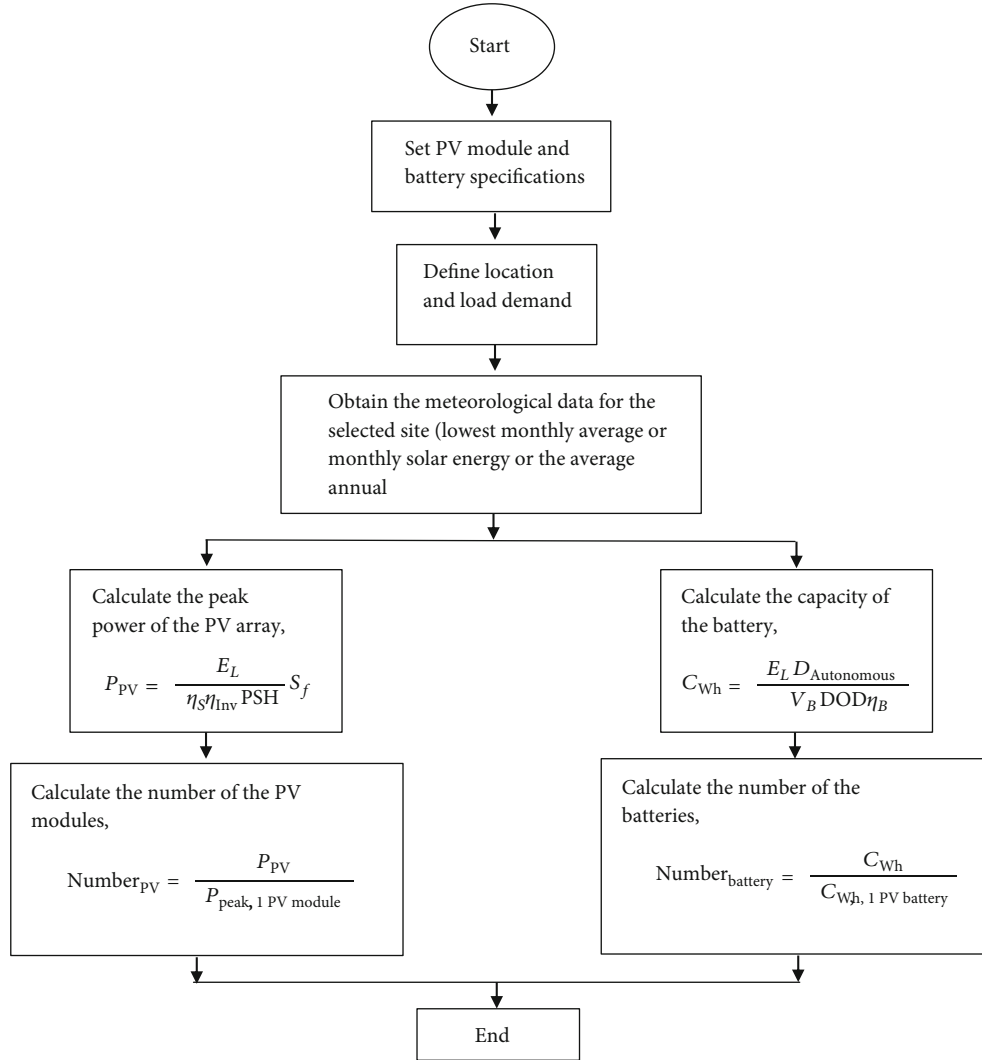 Start
Set PV module and
battery specifications
Define location
and load demand
Obtain the meteorological data for the
selected site (lowest monthly average or
monthly solar energy or the average
annual
Calculate the peak
power of the PV array,
P_PV = E_L / η_S η_Inv PSH S_f
Calculate the number of the PV
modules,
Number_PV = P_PV / P_peak, 1 PV module
Calculate the capacity of
the battery,
C_Wh = E_L D_Autonomous / V_B DOD η_B
Calculate the number of the
batteries,
Number_battery = C_Wh / C_Wh, 1 PV battery
End